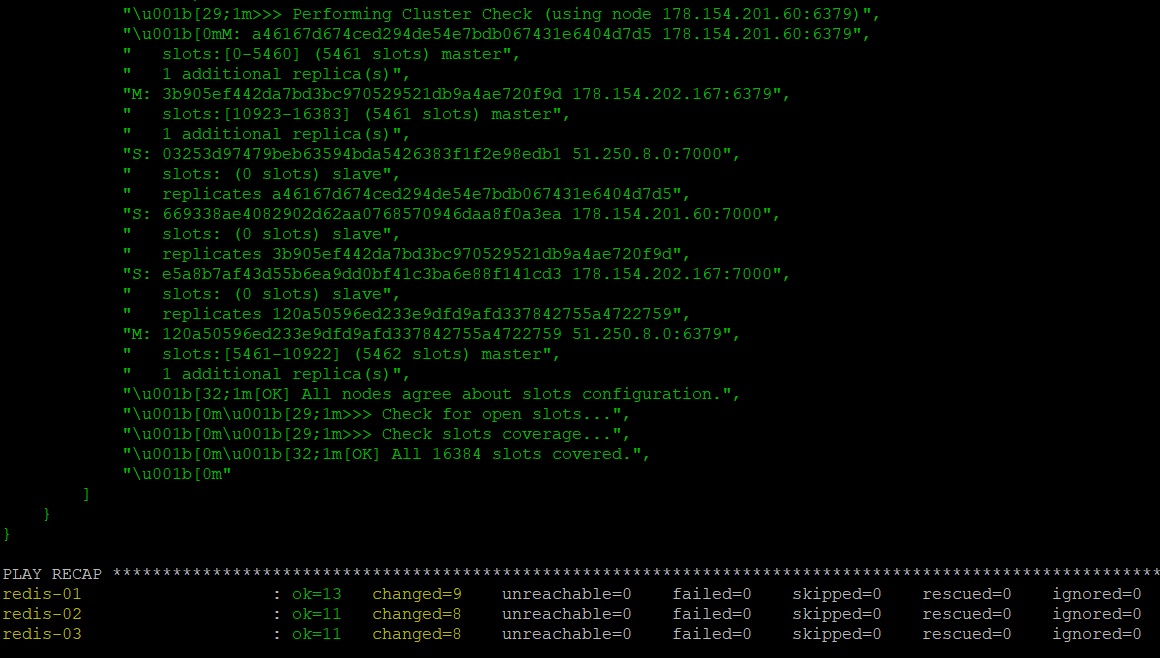 "\u001b[29;1m>>> Performing Cluster Check (using node 178.154.201.60:6379)",
"\u001b[0mM: a46167d674ced294de54e7bdb067431e6404d7d5 178.154.201.60:6379",
"   slots:[0-5460] (5461 slots) master",
"   1 additional replica(s)",
"M: 3b905ef442da7bd3bc970529521db9a4ae720f9d 178.154.202.167:6379",
"   slots:[10923-16383] (5461 slots) master",
"   1 additional replica(s)",
"S: 03253d97479beb63594bda5426383f1f2e98edb1 51.250.8.0:7000",
"   slots: (0 slots) slave",
"   replicates a46167d674ced294de54e7bdb067431e6404d7d5",
"S: 669338ae4082902d62aa0768570946daa8f0a3ea 178.154.201.60:7000",
"   slots: (0 slots) slave",
"   replicates 3b905ef442da7bd3bc970529521db9a4ae720f9d",
"S: e5a8b7af43d55b6ea9dd0bf41c3ba6e88f141cd3 178.154.202.167:7000",
"   slots: (0 slots) slave",
"   replicates 120a50596ed233e9dfd9afd337842755a4722759",
"M: 120a50596ed233e9dfd9afd337842755a4722759 51.250.8.0:6379",
"   slots:[5461-10922] (5462 slots) master",
"   1 additional replica(s)",
"\u001b[32;1m[OK] All nodes agree about slots configuration.",
"\u001b[0m\u001b[29;1m>>> Check for open slots...",
"\u001b[0m\u001b[29;1m>>> Check slots coverage...",
"\u001b[0m\u001b[32;1m[OK] All 16384 slots covered.",
"\u001b[0m"
]
}
}
PLAY RECAP *********************************************************************************************************
redis-01                   : ok=13   changed=9    unreachable=0    failed=0    skipped=0    rescued=0    ignored=0
redis-02                   : ok=11   changed=8    unreachable=0    failed=0    skipped=0    rescued=0    ignored=0
redis-03                   : ok=11   changed=8    unreachable=0    failed=0    skipped=0    rescued=0    ignored=0